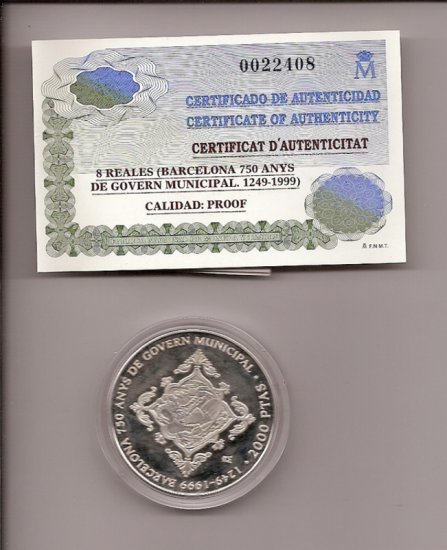 0022408
M
CERTIFICADO DE AUTENTICIDAD
CERTIFICATE OF AUTHENTICITY
CERTIFICAT D'AUTENTICITAT
8 REALES (BARCELONA 750 ANYS
DE GOVERN MUNICIPAL. 1249-1999)
CALIDAD: PROOF
F.N.M.T.
BARCELONA 750 ANYS DE GOVERN MUNICIPAL · 2000 PTAS · 1249-1999